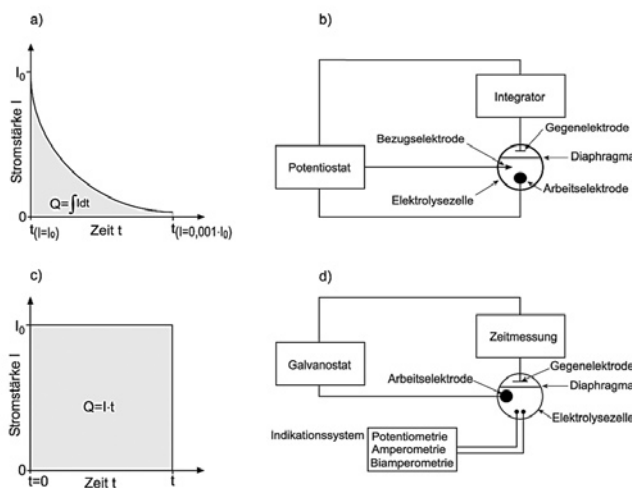 a)
I₀
Stromstärke I
Q=∫Idt
0
t(I=I₀)
Zeit t
t(I=0,001·I₀)
b)
Integrator
Gegenelektrode
Bezugselektrode
Diaphragma
Potentiostat
Arbeitselektrode
Elektrolysezelle
c)
I₀
Stromstärke I
Q=I·t
0
t=0
Zeit t
t
d)
Zeitmessung
Galvanostat
Gegenelektrode
Arbeitselektrode
Diaphragma
Elektrolysezelle
Indikationssystem
Potentiometrie
Amperometrie
Biamperometrie